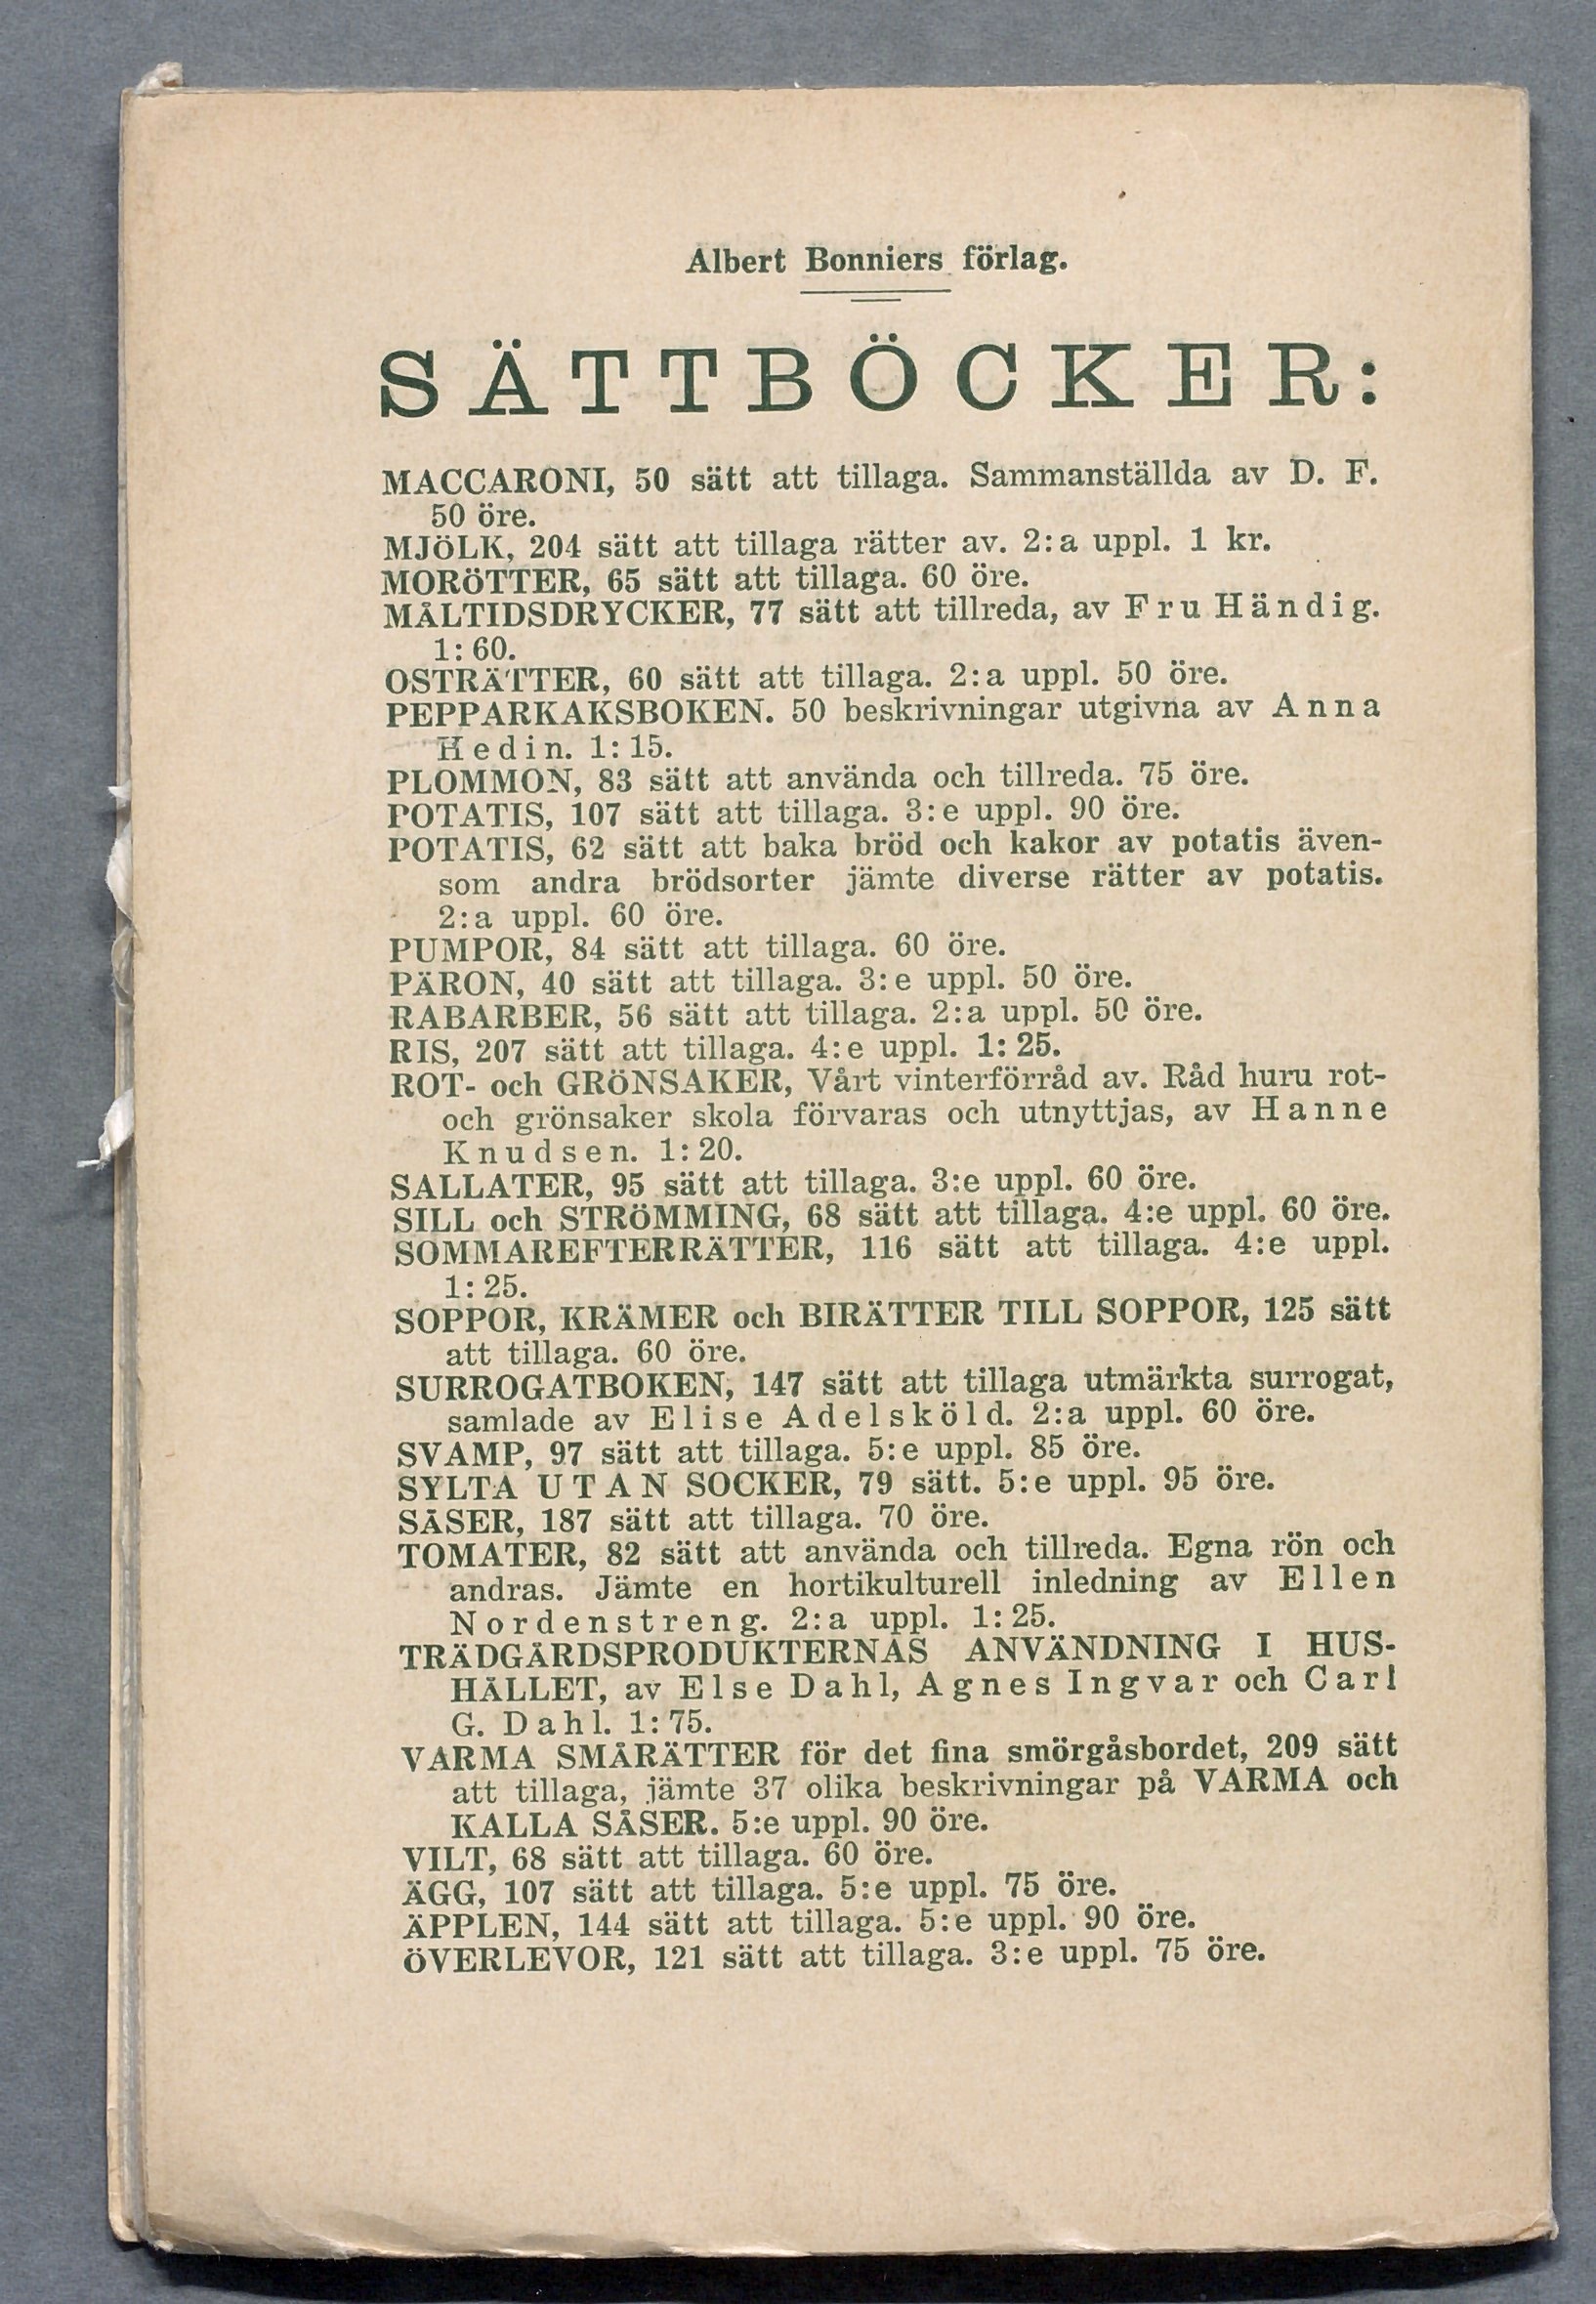 Albert Bonniers förlag.
SÄTTBÖCKER:
MACCARONI, 50 sätt att tillaga. Sammanställda av D. F.
50 öre.
MJÖLK, 204 sätt att tillaga rätter av. 2:a uppl. 1 kr.
MORÖTTER, 65 sätt att tillaga. 60 öre.
MÅLTIDSDRYCKER, 77 sätt att tillreda, av Fru Händig.
1: 60.
OSTRÄTTER, 60 sätt att tillaga. 2:a uppl. 50 öre.
PEPPARKAKSBOKEN. 50 beskrivningar utgivna av Anna
Hedin. 1: 15.
PLOMMON, 83 sätt att använda och tillreda. 75 öre.
POTATIS, 107 sätt att tillaga. 3:e uppl. 90 öre.
POTATIS, 62 sätt att baka bröd och kakor av potatis även-
som andra brödsorter jämte diverse rätter av potatis.
2:a uppl. 60 öre.
PUMPOR, 84 sätt att tillaga. 60 öre.
PÄRON, 40 sätt att tillaga. 3:e uppl. 50 öre.
RABARBER, 56 sätt att tillaga. 2:a uppl. 50 öre.
RIS, 207 sätt att tillaga. 4:e uppl. 1: 25.
ROT- och GRÖNSAKER, Vårt vinterförråd av. Råd huru rot-
och grönsaker skola förvaras och utnyttjas, av Hanne
Knudsen. 1: 20.
SALLATER, 95 sätt att tillaga. 3:e uppl. 60 öre.
SILL och STRÖMMING, 68 sätt att tillaga. 4:e uppl. 60 öre.
SOMMAREFTERRÄTTER, 116 sätt att tillaga. 4:e uppl.
1: 25.
SOPPOR, KRÄMER och BIRÄTTER TILL SOPPOR, 125 sätt
att tillaga. 60 öre.
SURROGATBOKEN, 147 sätt att tillaga utmärkta surrogat,
samlade av Elise Adelsköld. 2:a uppl. 60 öre.
SVAMP, 97 sätt att tillaga. 5:e uppl. 85 öre.
SYLTA UTAN SOCKER, 79 sätt. 5:e uppl. 95 öre.
SÅSER, 187 sätt att tillaga. 70 öre.
TOMATER, 82 sätt att använda och tillreda. Egna rön och
andras. Jämte en hortikulturell inledning av Ellen
Nordenstreng. 2:a uppl. 1: 25.
TRÄDGÅRDSPRODUKTERNAS ANVÄNDNING I HUS-
HÅLLET, av Else Dahl, Agnes Ingvar och Carl
G. Dahl. 1: 75.
VARMA SMÅRÄTTER för det fina smörgåsbordet, 209 sätt
att tillaga, jämte 37 olika beskrivningar på VARMA och
KALLA SÅSER. 5:e uppl. 90 öre.
VILT, 68 sätt att tillaga. 60 öre.
ÄGG, 107 sätt att tillaga. 5:e uppl. 75 öre.
ÄPPLEN, 144 sätt att tillaga. 5:e uppl. 90 öre.
ÖVERLEVOR, 121 sätt att tillaga. 3:e uppl. 75 öre.